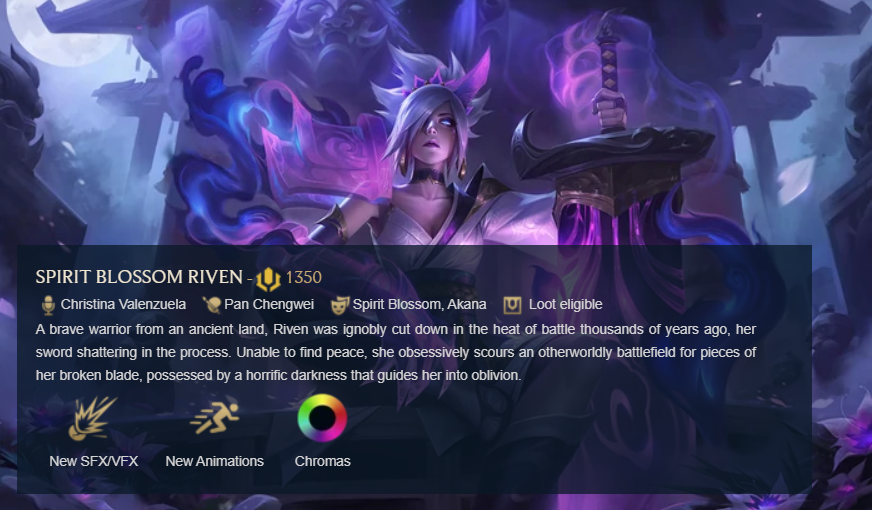 SPIRIT BLOSSOM RIVEN - 1350
Christina Valenzuela Pan Chengwei Spirit Blossom, Akana Loot eligible
A brave warrior from an ancient land, Riven was ignobly cut down in the heat of battle thousands of years ago, her
sword shattering in the process. Unable to find peace, she obsessively scours an otherworldly battlefield for pieces of
her broken blade, possessed by a horrific darkness that guides her into oblivion.
New SFX/VFX New Animations Chromas